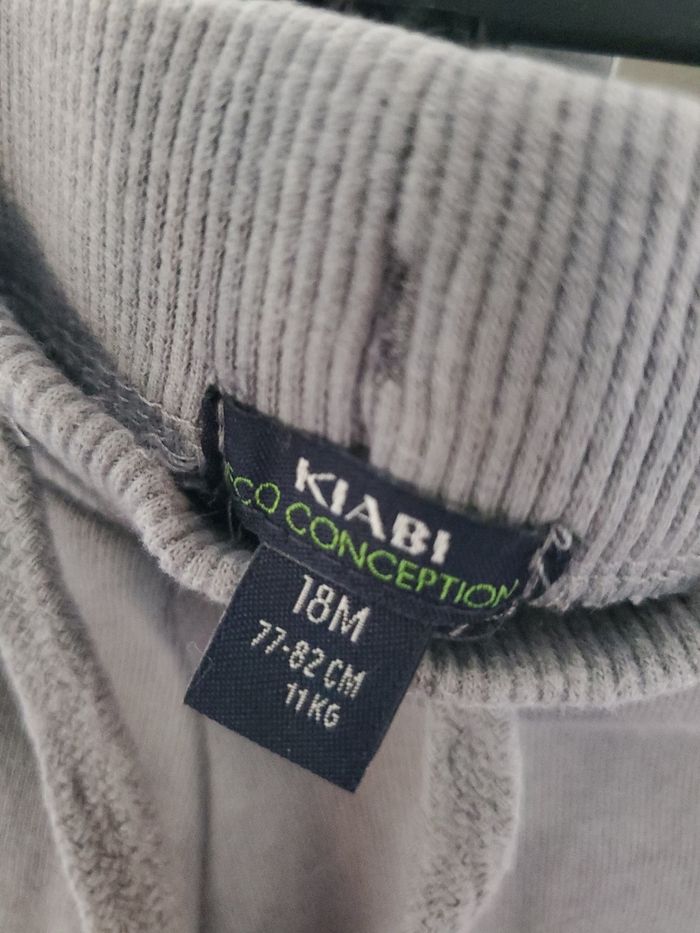 KIABI
ECO CONCEPTION
18M
77-82 CM
11 KG